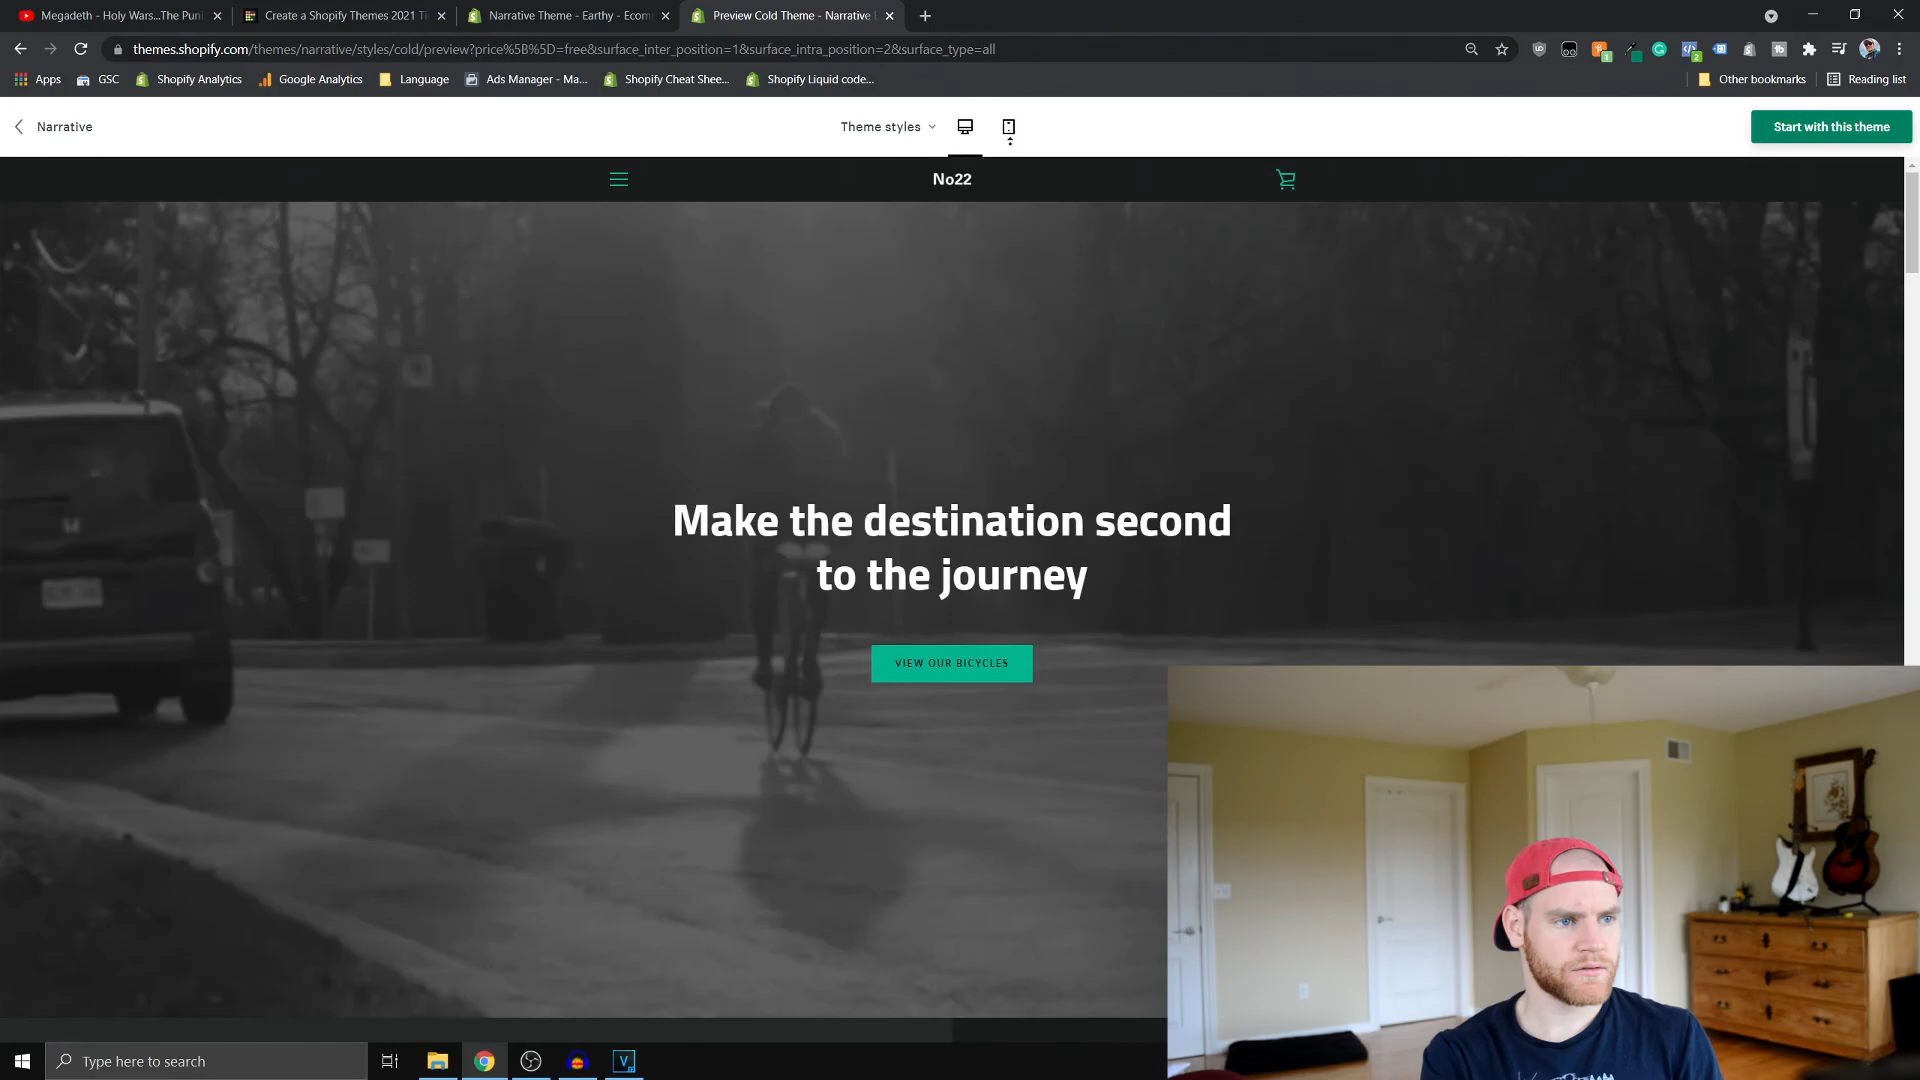 Megadeth - Holy Wars...The Puni
Create a Shopify Themes 2021 Ti
Narrative Theme - Earthy - Ecom
Preview Cold Theme - Narrative E
themes.shopify.com/themes/narrative/styles/cold/preview?price%5B%5D=free&surface_inter_position=1&surface_intra_position=2&surface_type=all
Apps
GSC
Shopify Analytics
Google Analytics
Language
Ads Manager - Ma...
Shopify Cheat Shee...
Shopify Liquid code...
Other bookmarks
Reading list
Narrative
Theme styles
Start with this theme
No22
Make the destination second
to the journey
VIEW OUR BICYCLES
Type here to search